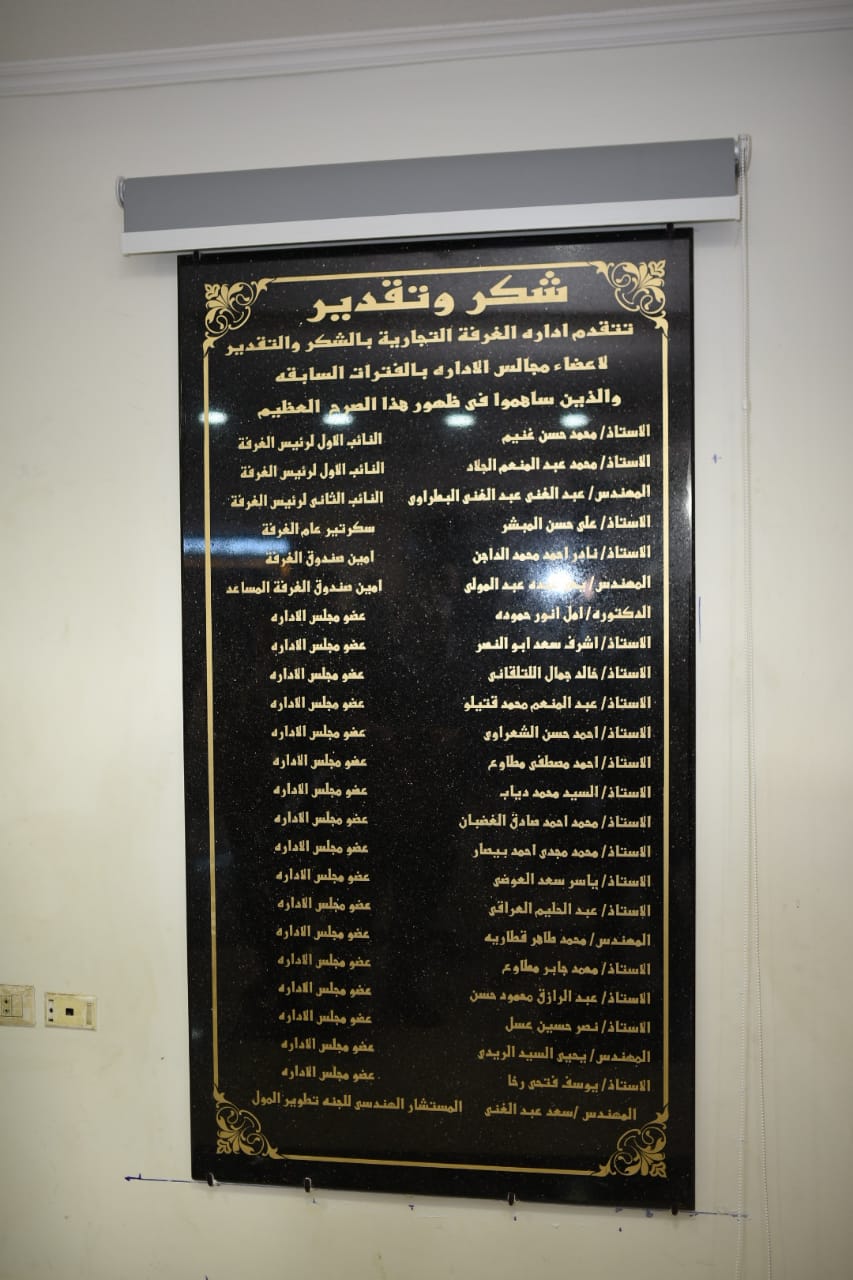 شكر وتقدير
تتقدم اداره الغرفة التجارية بالشكر والتقدير
لاعضاء مجالس الاداره بالفترات السابقه
والذين ساهموا فى ظهور هذا الصرح العظيم
الاستاذ/ محمد حسن غنيم النائب الاول لرئيس الغرفة
الاستاذ/ محمد عبد المنعم الجلاد النائب الاول لرئيس الغرفة
المهندس/ عبد الغنى عبد الغنى البطراوى النائب الثانى لرئيس الغرفة
الاستاذ/ على حسن المبشر سكرتير عام الغرفة
الاستاذ/ نادر احمد محمد الداجن امين صندوق الغرفة
المهندس/ عبده عبد المولى امين صندوق الغرفة المساعد
الدكتوره/ امل انور حموده عضو مجلس الاداره
الاستاذ/ اشرف سعد ابو النصر عضو مجلس الاداره
الاستاذ/ خالد جمال اللتلقانى عضو مجلس الاداره
الاستاذ/ عبد المنعم محمد قتيلو عضو مجلس الاداره
الاستاذ/ احمد حسن الشعراوى عضو مجلس الاداره
الاستاذ/ احمد مصطفى مطاوع عضو مجلس الاداره
الاستاذ/ السيد محمد دياب عضو مجلس الاداره
الاستاذ/ محمد احمد صادق الغضبان عضو مجلس الاداره
الاستاذ/ محمد مجدى احمد بيصار عضو مجلس الاداره
الاستاذ/ ياسر سعد العوضى عضو مجلس الاداره
الاستاذ/ عبد الحليم العراقى عضو مجلس الاداره
المهندس/ محمد طاهر قطاريه عضو مجلس الاداره
الاستاذ/ محمد جابر مطاوع عضو مجلس الاداره
الاستاذ/ عبد الرازق محمود حسن عضو مجلس الاداره
الاستاذ/ نصر حسين عسل عضو مجلس الاداره
المهندس/ يحيى السيد الريدى عضو مجلس الاداره
الاستاذ/ يوسف فتحى رخا عضو مجلس الاداره
المهندس /سعد عبد الغنى المستشار الهندسى للجنه تطوير المول